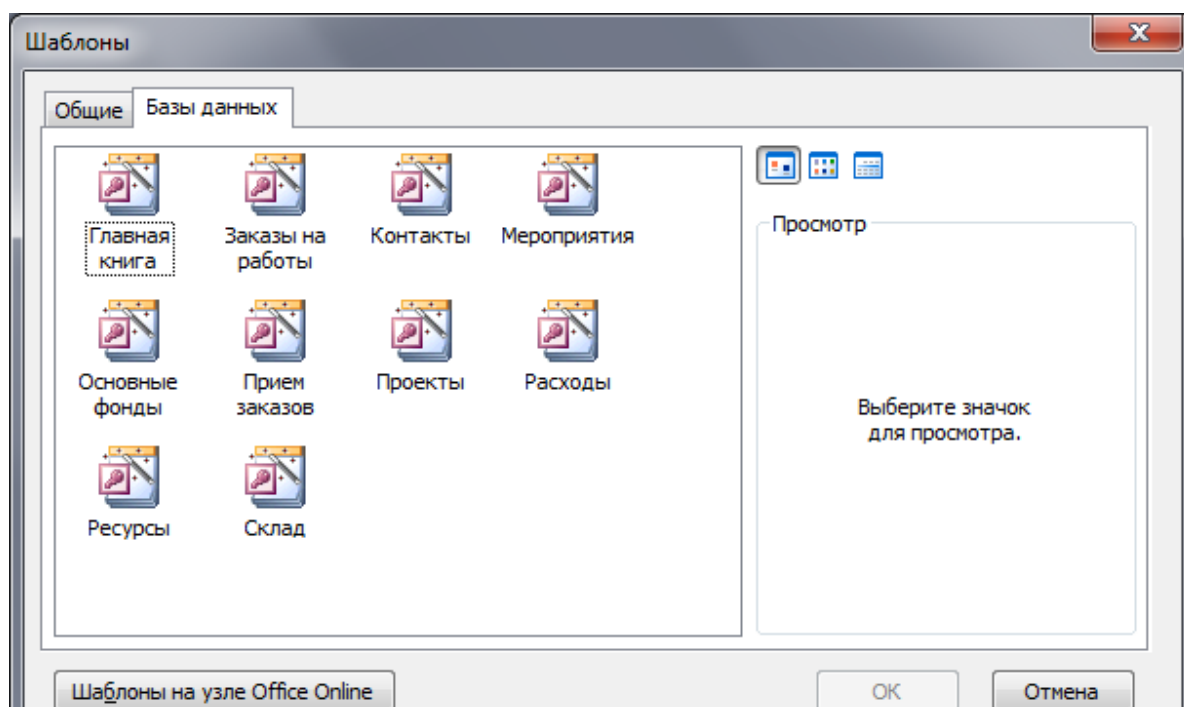 Шаблоны
Общие
Базы данных
Главная
книга
Заказы на
работы
Контакты
Мероприятия
Основные
фонды
Прием
заказов
Проекты
Расходы
Ресурсы
Склад
Просмотр
Выберите значок
для просмотра.
Шаблоны на узле Office Online
ОК
Отмена